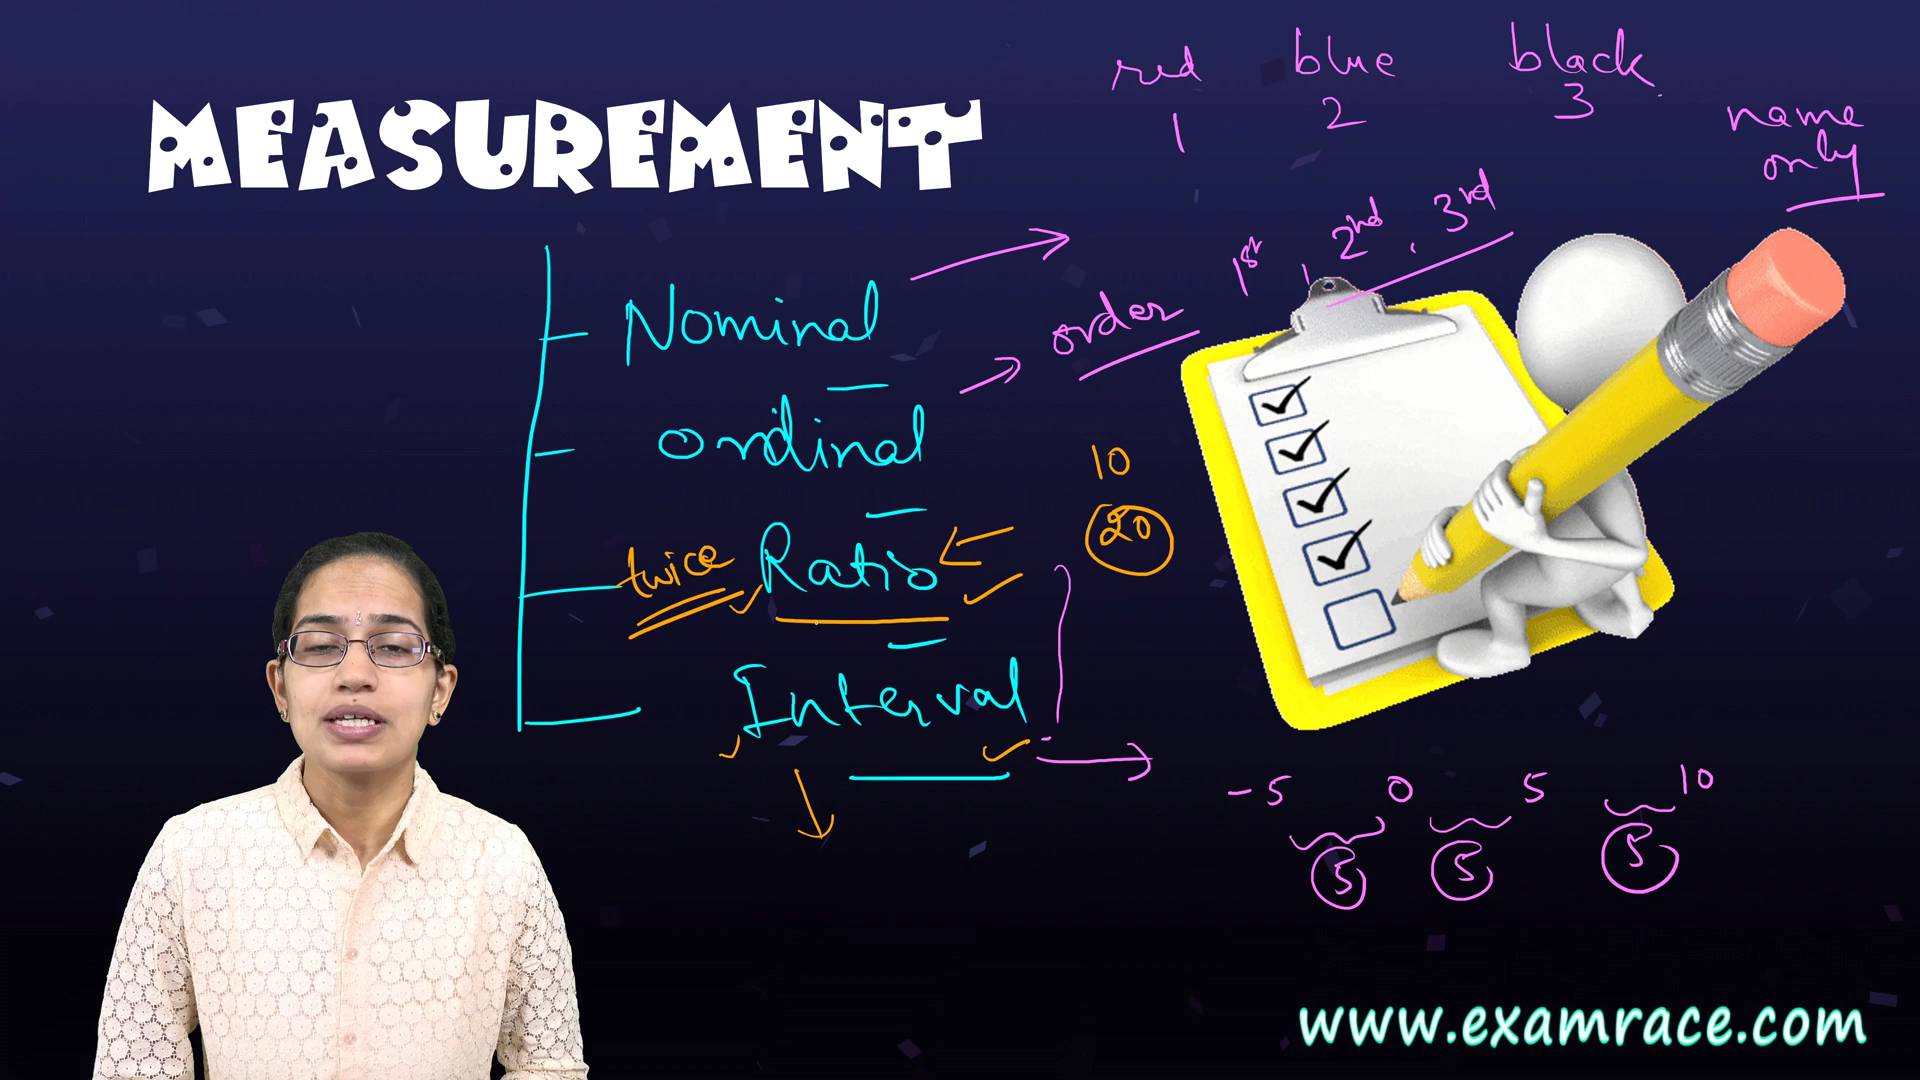 red blue black
1 2 3
name
only
MEASUREMENT
1st, 2nd, 3rd
Nominal
order
Ordinal
10
20
twice Ratio
Interval
-5 0 5 10
5 5 5
www.examrace.com